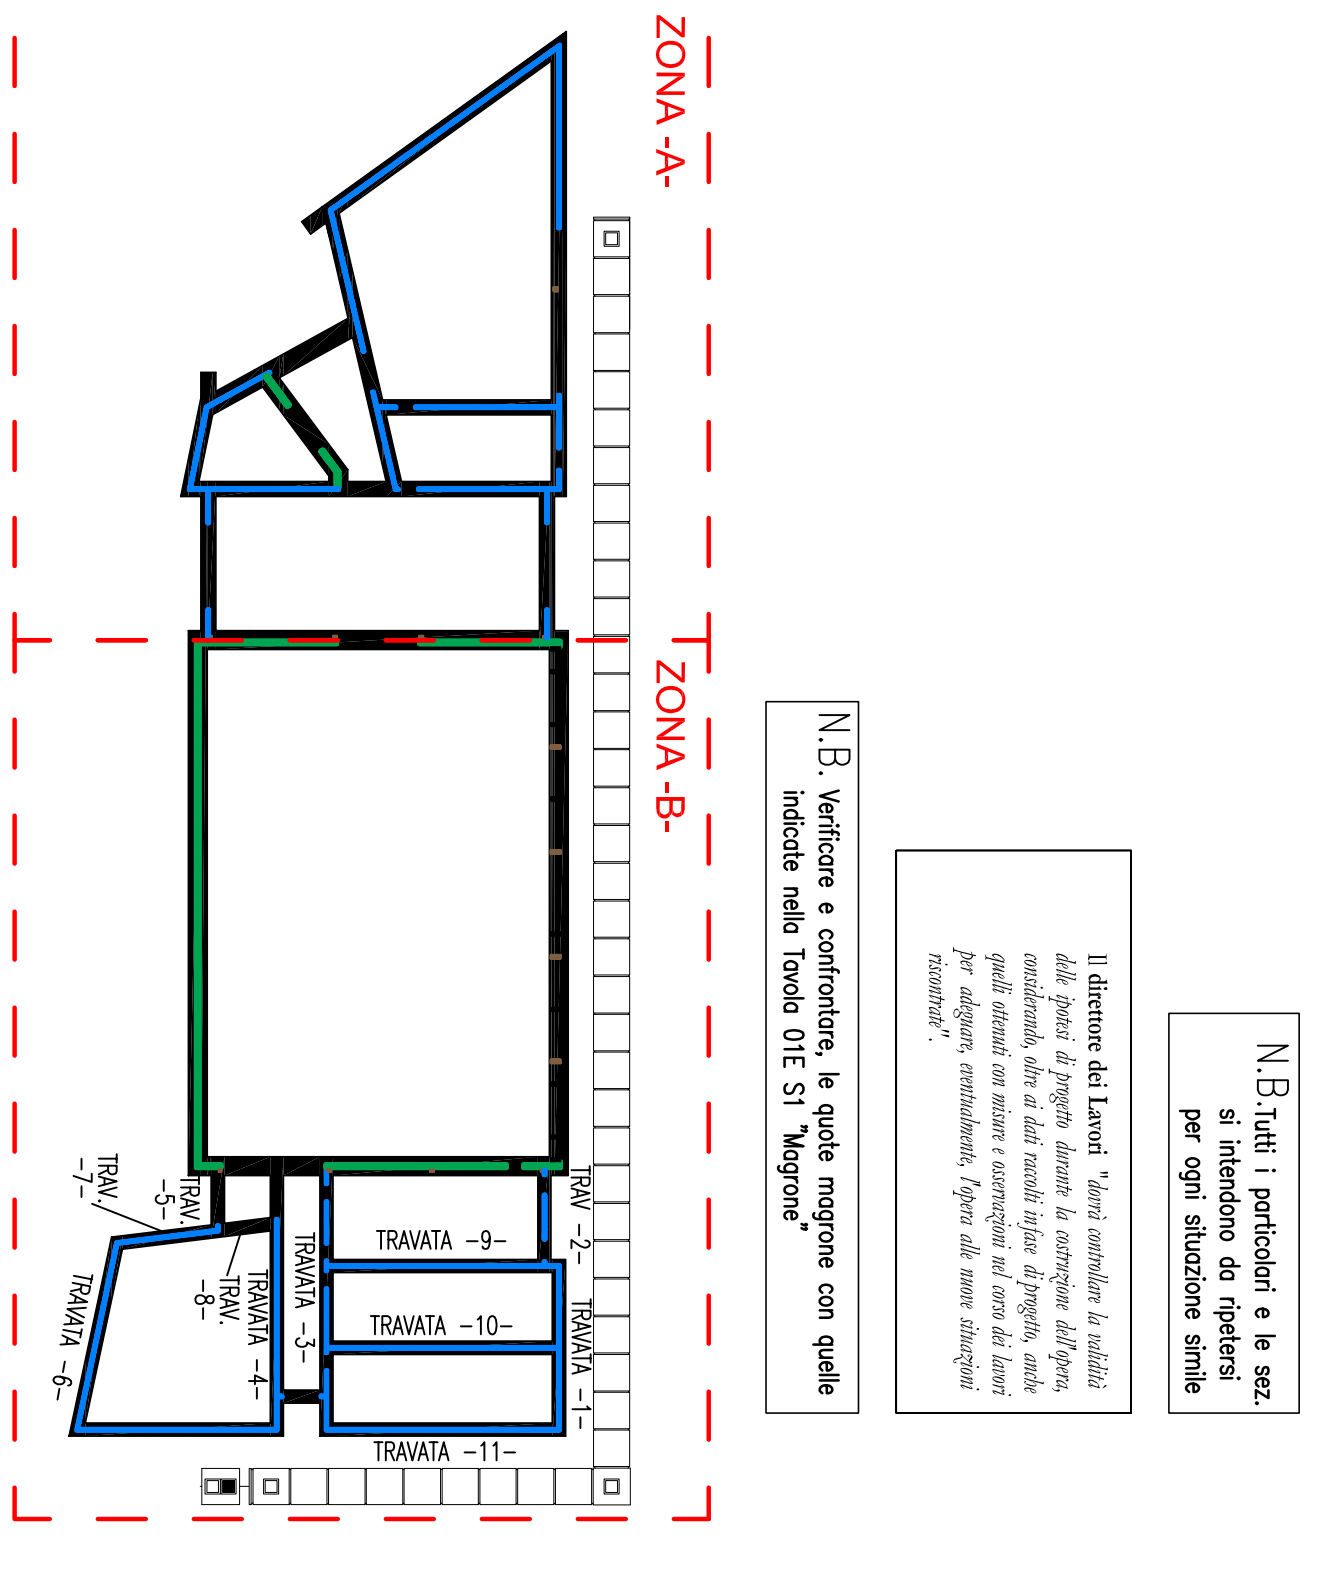 ZONA -A-
ZONA -B-
N.B.Tutti i particolari e le sez.
si intendono da ripetersi
per ogni situazione simile
Il direttore dei Lavori "dovrà controllare la validità
delle ipotesi di progetto durante la costruzione dell'opera,
considerando, oltre ai dati raccolti in fase di progetto, anche
quelli ottenuti con misure e osservazioni nel corso dei lavori
per adeguare, eventualmente, l'opera alle nuove situazioni
riscontrate".
N.B. Verificare e confrontare, le quote magrone con quelle
indicate nella Tavola 01E S1 "Magrone"
TRAV -2-
TRAVATA -1-
TRAVATA -9-
TRAVATA -10-
TRAVATA -11-
TRAVATA -3-
TRAVATA -4-
TRAV.
-8-
TRAV.
-5-
TRAV.
-7-
TRAVATA -6-